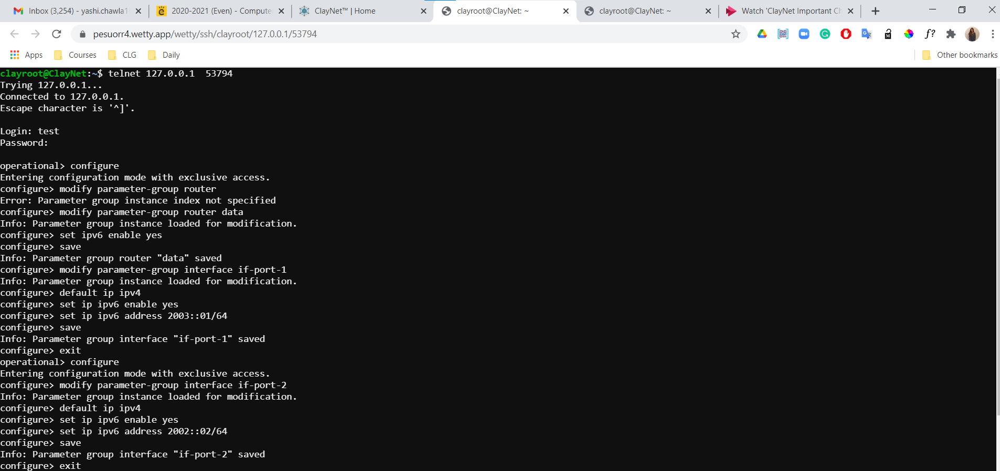 Inbox (3,254) - yashi.chawla1
2020-2021 (Even) - Compute
ClayNet™ | Home
clayroot@ClayNet: ~
clayroot@ClayNet: ~
Watch 'ClayNet Important Ch
pesuorr4.wetty.app/wetty/ssh/clayroot/127.0.0.1/53794
Apps
Courses
CLG
Daily
Other bookmarks
clayroot@ClayNet:~$ telnet 127.0.0.1  53794
Trying 127.0.0.1...
Connected to 127.0.0.1.
Escape character is '^]'.
Login: test
Password:
operational> configure
Entering configuration mode with exclusive access.
configure> modify parameter-group router
Error: Parameter group instance index not specified
configure> modify parameter-group router data
Info: Parameter group instance loaded for modification.
configure> set ipv6 enable yes
configure> save
Info: Parameter group router "data" saved
configure> modify parameter-group interface if-port-1
Info: Parameter group instance loaded for modification.
configure> default ip ipv4
configure> set ip ipv6 enable yes
configure> set ip ipv6 address 2003::01/64
configure> save
Info: Parameter group interface "if-port-1" saved
configure> exit
operational> configure
Entering configuration mode with exclusive access.
configure> modify parameter-group interface if-port-2
Info: Parameter group instance loaded for modification.
configure> default ip ipv4
configure> set ip ipv6 enable yes
configure> set ip ipv6 address 2002::02/64
configure> save
Info: Parameter group interface "if-port-2" saved
configure> exit